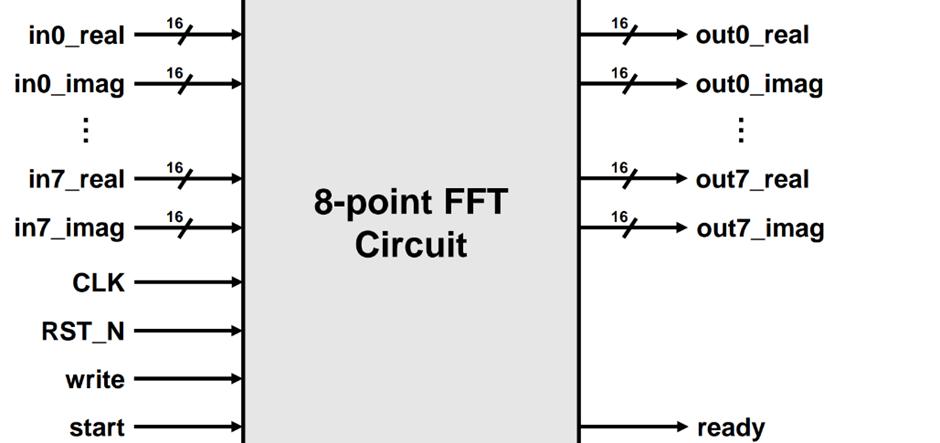 16
in0_real
16
out0_real
16
in0_imag
16
out0_imag
⋮
⋮
16
in7_real
16
out7_real
8-point FFT
Circuit
16
in7_imag
16
out7_imag
CLK
RST_N
write
start
ready